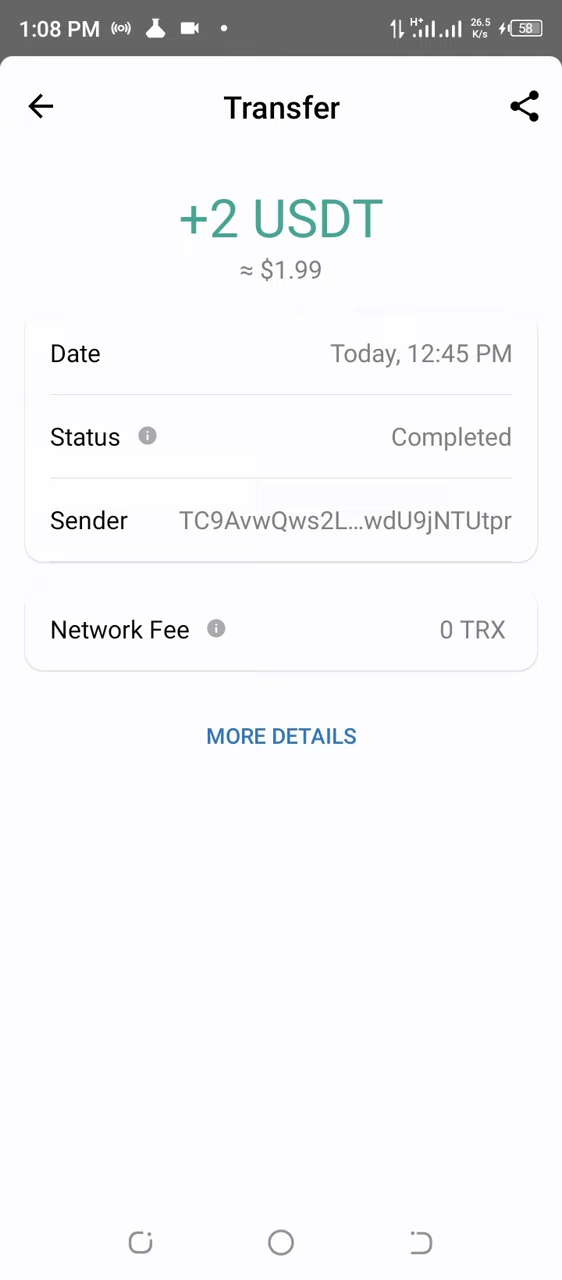 1:08 PM H+ 26.5 K/s 58
Transfer
+2 USDT
≈ $1.99
Date Today, 12:45 PM
Status Completed
Sender TC9AvwQws2L...wdU9jNTUtpr
Network Fee 0 TRX
MORE DETAILS